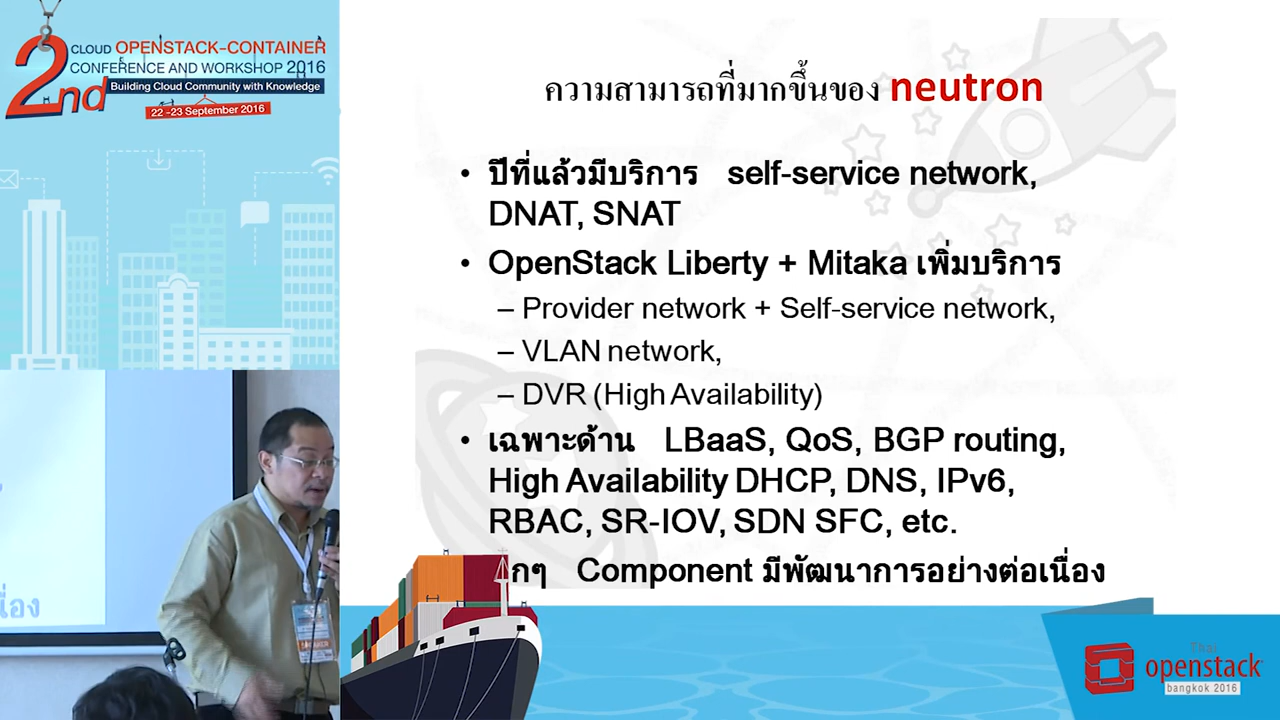 2nd
CLOUD OPENSTACK-CONTAINER
CONFERENCE AND WORKSHOP 2016
Building Cloud Community with Knowledge
22 -23 September 2016
ความสามารถที่มากขึ้นของ neutron
• ปีที่แล้วมีบริการ self-service network,
DNAT, SNAT
• OpenStack Liberty + Mitaka เพิ่มบริการ
– Provider network + Self-service network,
– VLAN network,
– DVR (High Availability)
• เฉพาะด้าน LBaaS, QoS, BGP routing,
High Availability DHCP, DNS, IPv6,
RBAC, SR-IOV, SDN SFC, etc.
กๆ Component มีพัฒนาการอย่างต่อเนื่อง
นื่อง
Thai
openstack
bangkok 2016